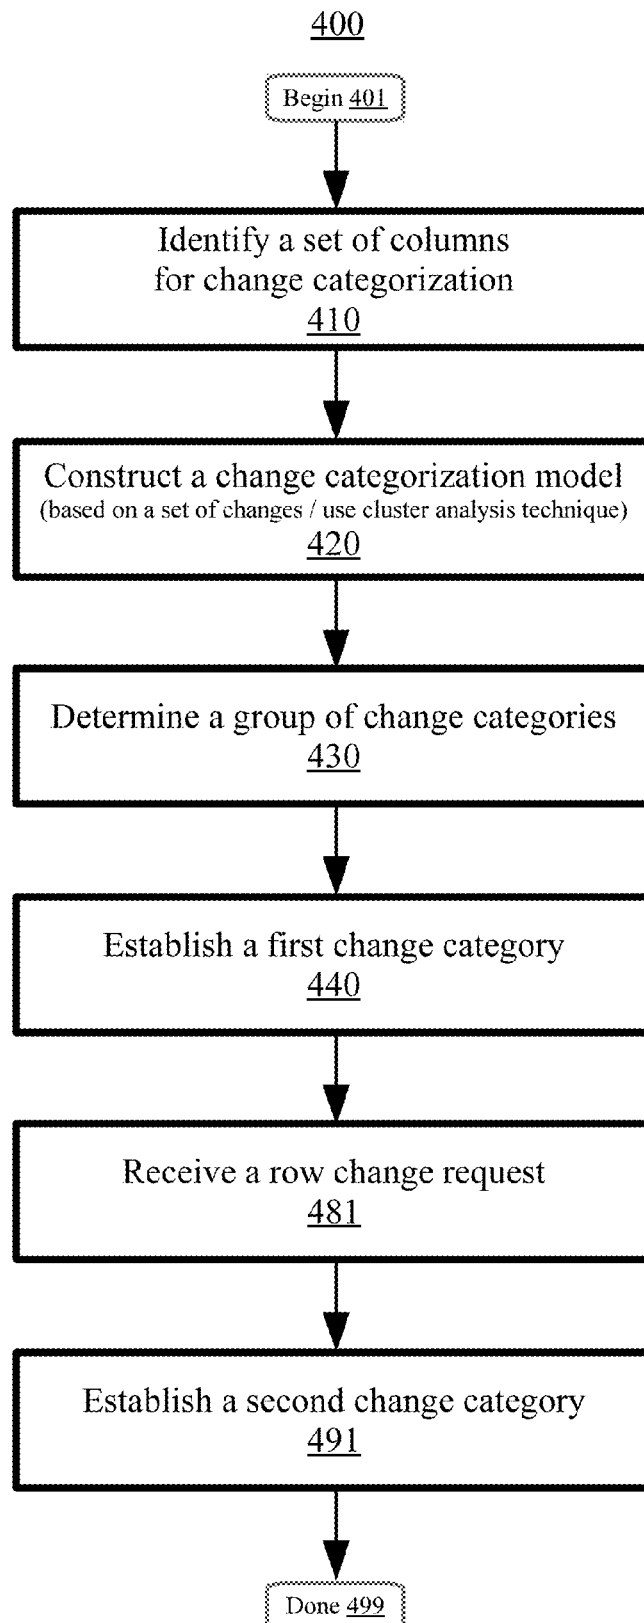 400
Begin 401
Identify a set of columns
for change categorization
410
Construct a change categorization model
(based on a set of changes / use cluster analysis technique)
420
Determine a group of change categories
430
Establish a first change category
440
Receive a row change request
481
Establish a second change category
491
Done 499